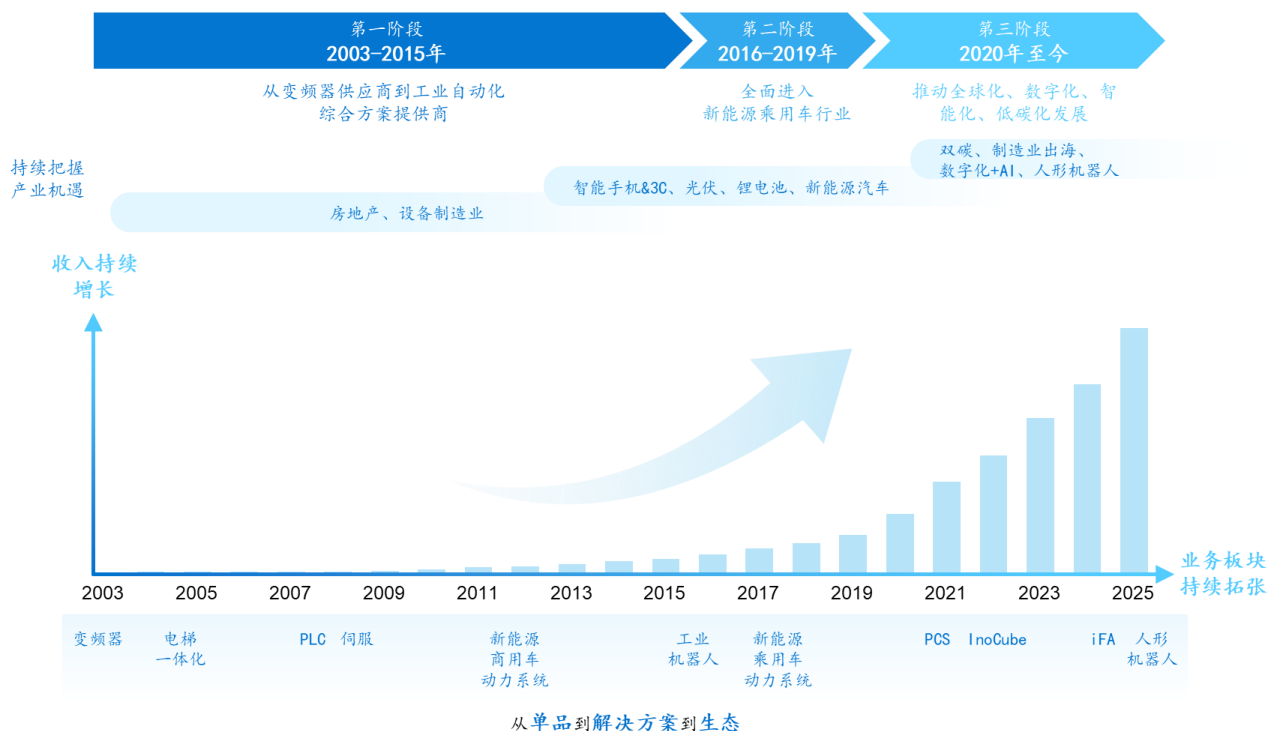 第一阶段
2003-2015年
第二阶段
2016-2019年
第三阶段
2020年至今
从变频器供应商到工业自动化
综合方案提供商
全面进入
新能源乘用车行业
推动全球化、数字化、智
能化、低碳化发展
持续把握
产业机遇
双碳、制造业出海、
数字化+AI、人形机器人
智能手机&3C、光伏、锂电池、新能源汽车
房地产、设备制造业
收入持续
增长
业务板块
持续拓张
2003 2005 2007 2009 2011 2013 2015 2017 2019 2021 2023 2025
变频器
电梯
一体化
PLC
伺服
新能源
商用车
动力系统
工业
机器人
新能源
乘用车
动力系统
PCS
InoCube
iFA
人形
机器人
从单品到解决方案到生态